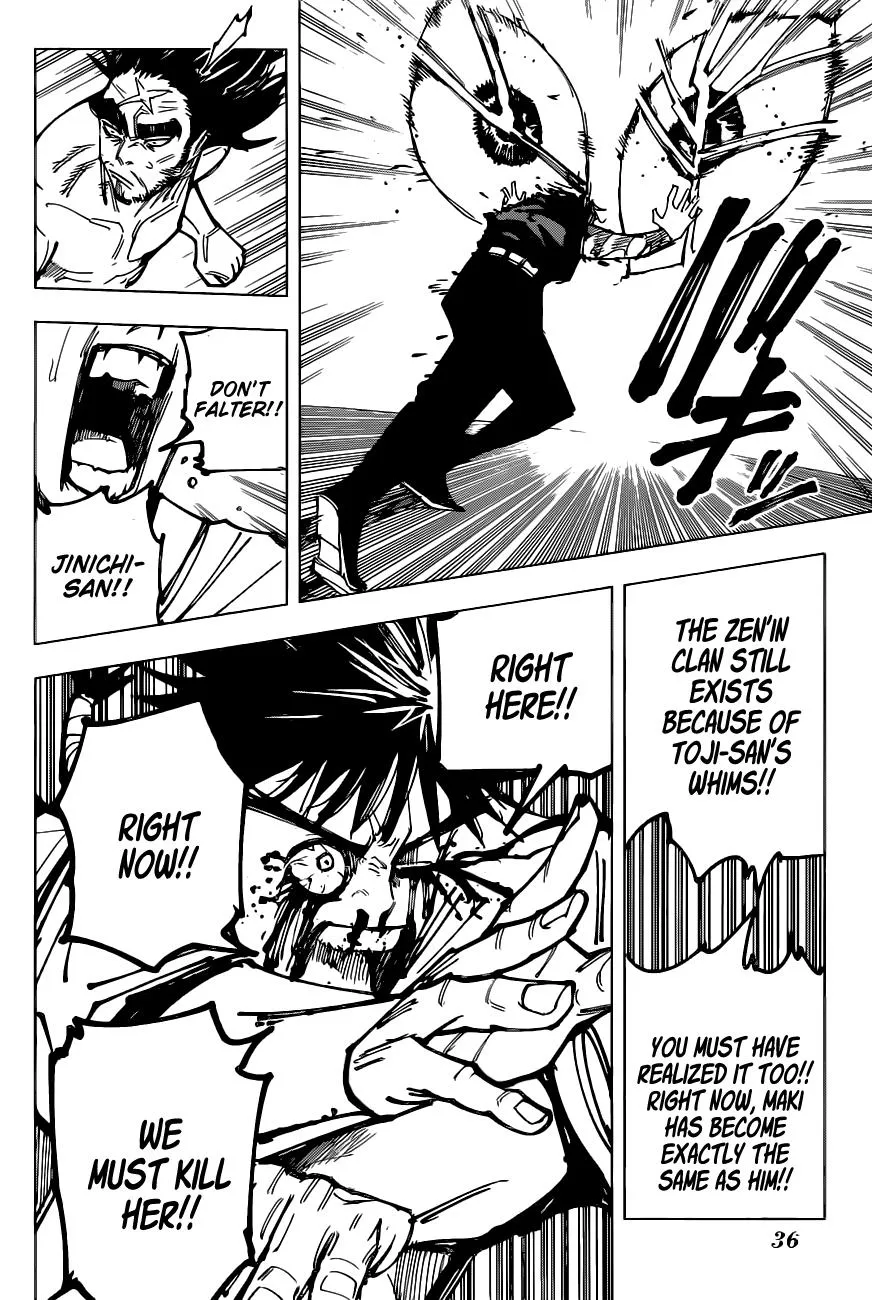 DON'T
FALTER!!
JINICHI-
SAN!!
THE ZEN'IN
CLAN STILL
EXISTS
BECAUSE OF
TOJI-SAN'S
WHIMS!!
YOU MUST HAVE
REALIZED IT TOO!!
RIGHT NOW, MAKI
HAS BECOME
EXACTLY THE
SAME AS HIM!!
RIGHT
HERE!!
RIGHT
NOW!!
WE
MUST KILL
HER!!
36